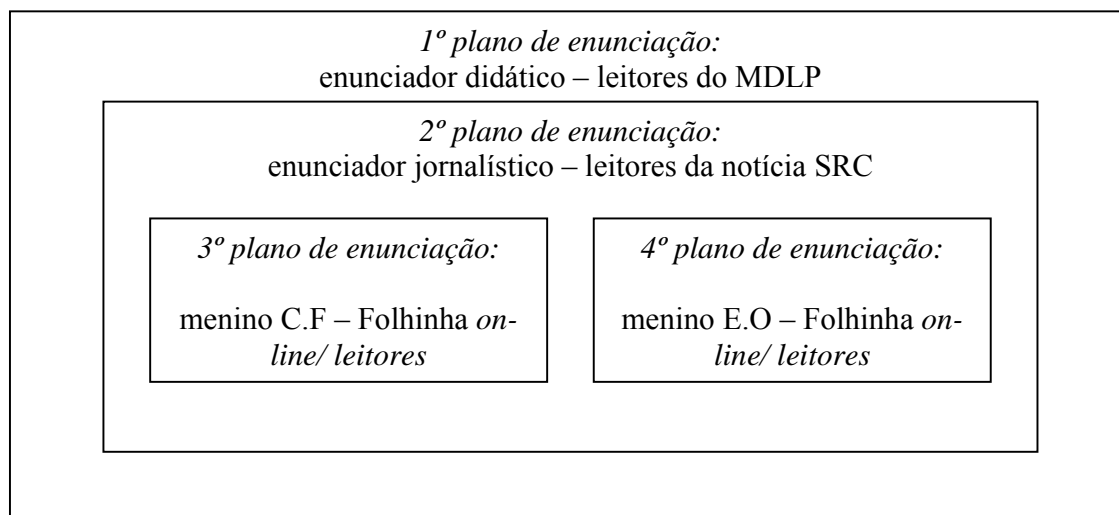 1º plano de enunciação:
enunciador didático – leitores do MDLP
2º plano de enunciação:
enunciador jornalístico – leitores da notícia SRC
3º plano de enunciação:
menino C.F – Folhinha on-
line/ leitores
4º plano de enunciação:
menino E.O – Folhinha on-
line/ leitores